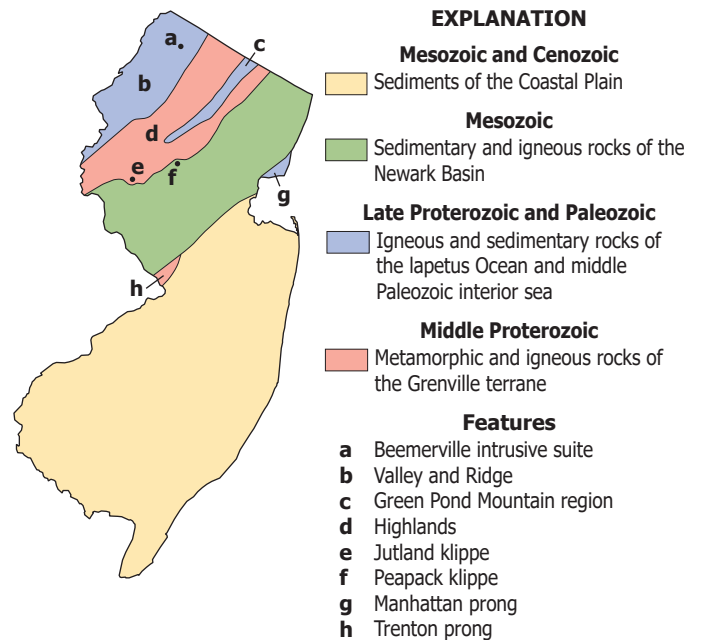 a
b
c
d
e
f
g
h
EXPLANATION
Mesozoic and Cenozoic
Sediments of the Coastal Plain
Mesozoic
Sedimentary and igneous rocks of the
Newark Basin
Late Proterozoic and Paleozoic
Igneous and sedimentary rocks of
the Iapetus Ocean and middle
Paleozoic interior sea
Middle Proterozoic
Metamorphic and igneous rocks of
the Grenville terrane
Features
a Beemerville intrusive suite
b Valley and Ridge
c Green Pond Mountain region
d Highlands
e Jutland klippe
f Peapack klippe
g Manhattan prong
h Trenton prong